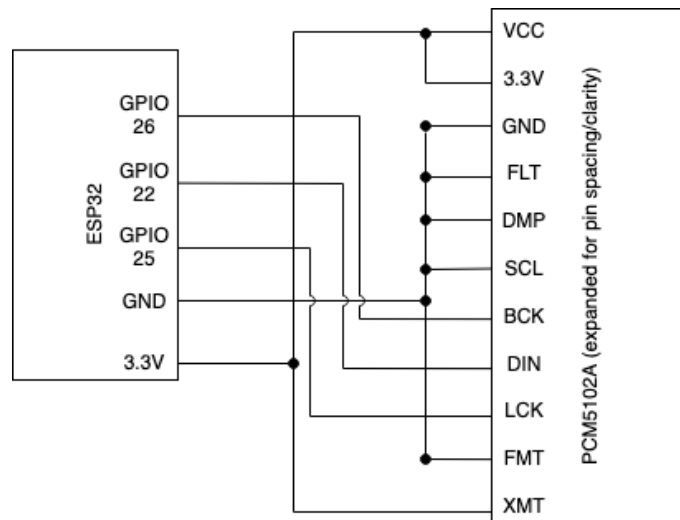 ESP32
GPIO
26
GPIO
22
GPIO
25
GND
3.3V
VCC
3.3V
GND
FLT
DMP
SCL
BCK
DIN
LCK
FMT
XMT
PCM5102A (expanded for pin spacing/clarity)